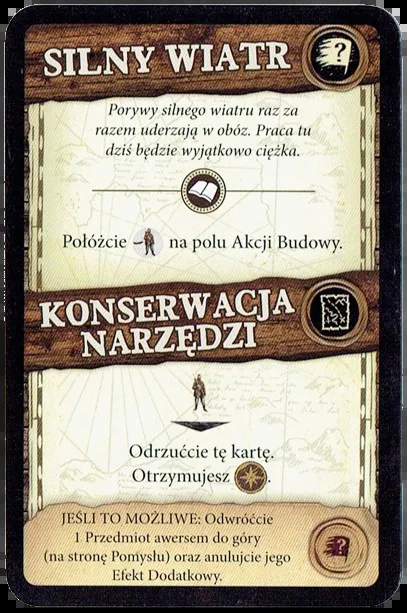 SILNY WIATR
?
Porywy silnego wiatru raz za
razem uderzają w obóz. Praca tu
dziś będzie wyjątkowo ciężka.
Połóżcie na polu Akcji Budowy.
KONSERWACJA
NARZĘDZI
Odrzućcie tę kartę.
Otrzymujesz .
JEŚLI TO MOŻLIWE: Odwróćcie
1 Przedmiot awersem do góry
(na stronę Pomysłu) oraz anulujcie jego
Efekt Dodatkowy.
?